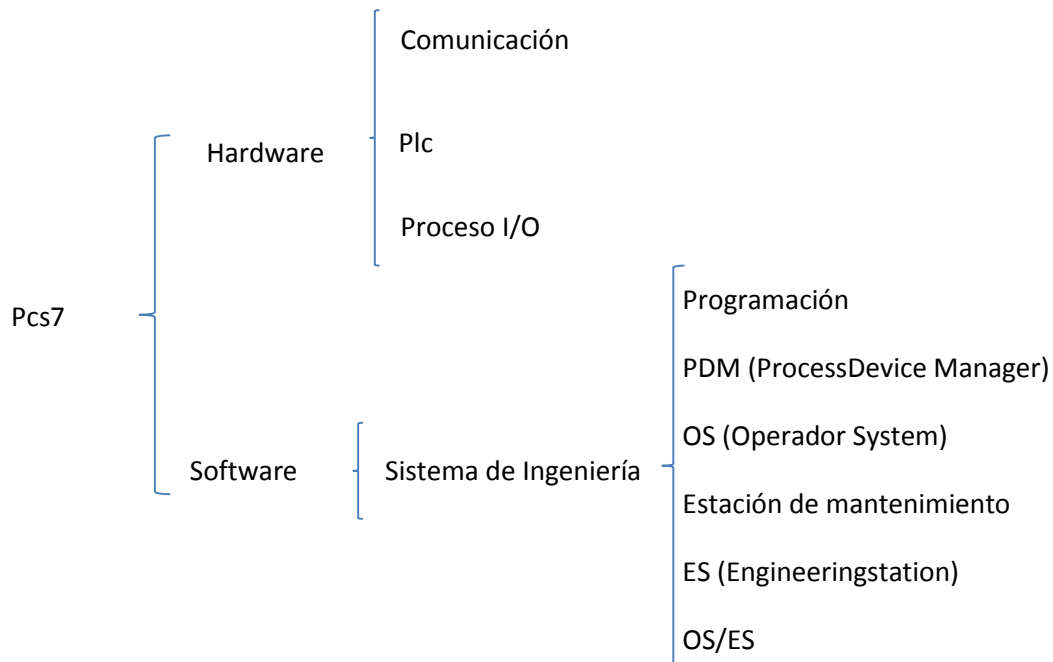 Pcs7
Hardware
Comunicación
Plc
Proceso I/O
Software
Sistema de Ingeniería
Programación
PDM (ProcessDevice Manager)
OS (Operador System)
Estación de mantenimiento
ES (Engineeringstation)
OS/ES